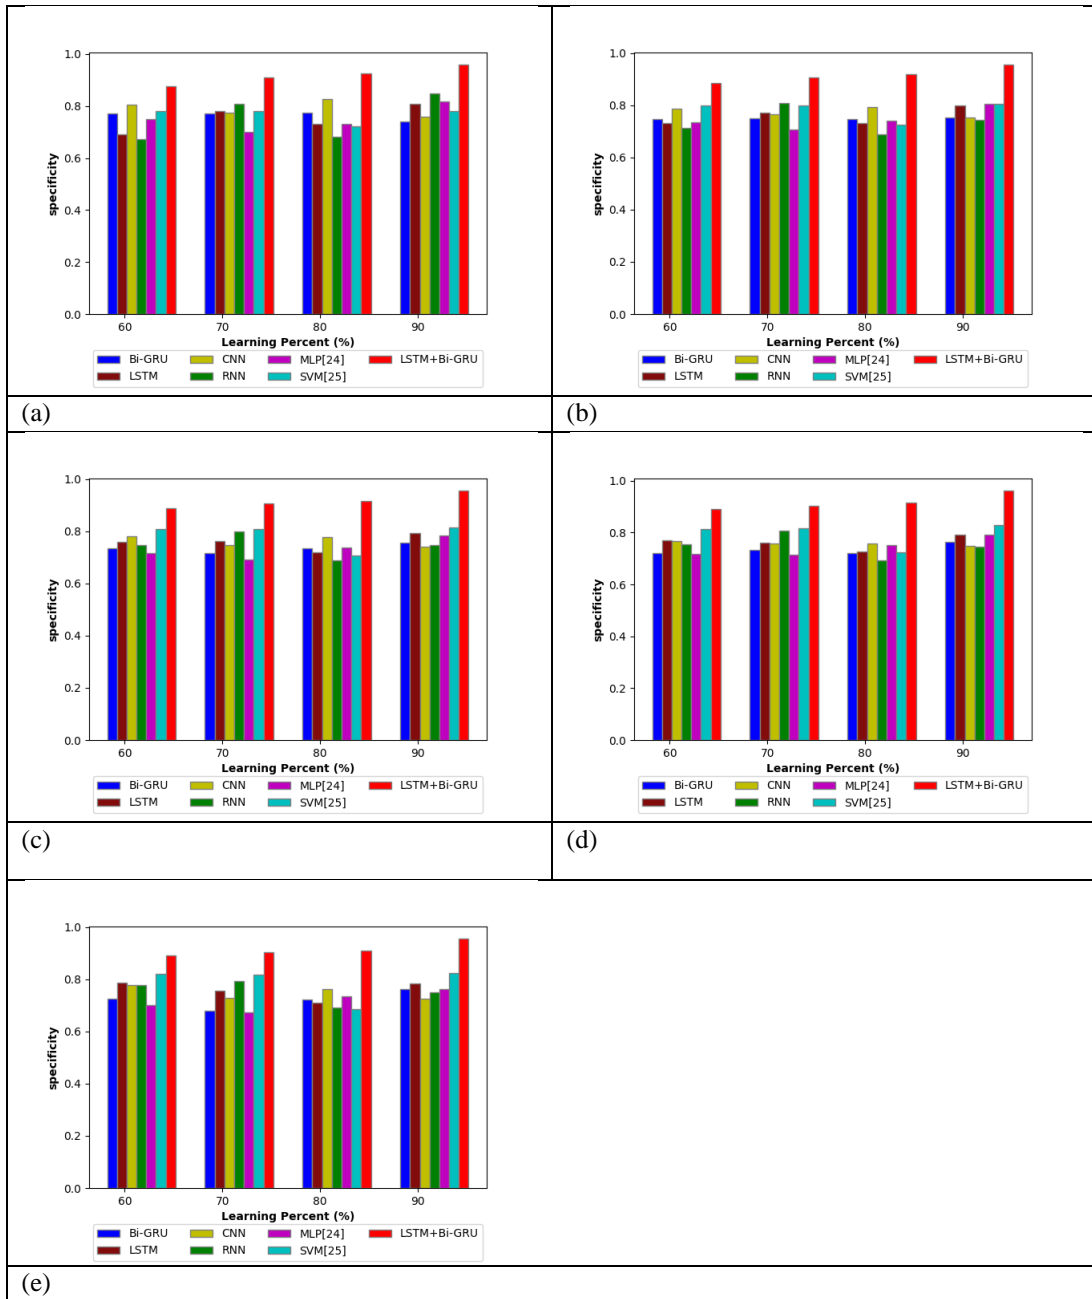 1.0
0.8
0.6
0.4
0.2
0.0
specificity
60 70 80 90
Learning Percent (%)
Bi-GRU CNN MLP[24] LSTM+Bi-GRU
LSTM RNN SVM[25]
(a)
1.0
0.8
0.6
0.4
0.2
0.0
specificity
60 70 80 90
Learning Percent (%)
Bi-GRU CNN MLP[24] LSTM+Bi-GRU
LSTM RNN SVM[25]
(b)
1.0
0.8
0.6
0.4
0.2
0.0
specificity
60 70 80 90
Learning Percent (%)
Bi-GRU CNN MLP[24] LSTM+Bi-GRU
LSTM RNN SVM[25]
(c)
1.0
0.8
0.6
0.4
0.2
0.0
specificity
60 70 80 90
Learning Percent (%)
Bi-GRU CNN MLP[24] LSTM+Bi-GRU
LSTM RNN SVM[25]
(d)
1.0
0.8
0.6
0.4
0.2
0.0
specificity
60 70 80 90
Learning Percent (%)
Bi-GRU CNN MLP[24] LSTM+Bi-GRU
LSTM RNN SVM[25]
(e)